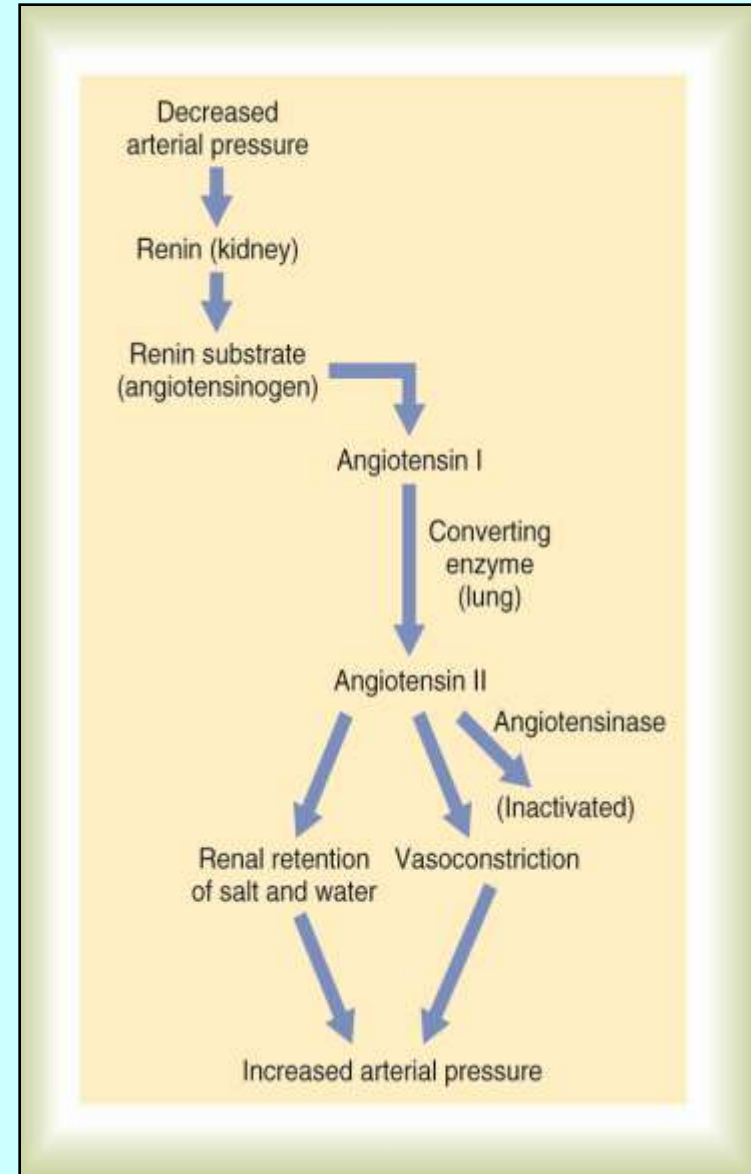 Decreased
arterial pressure
Renin (kidney)
Renin substrate
(angiotensinogen)
Angiotensin I
Converting
enzyme
(lung)
Angiotensin II
Angiotensinase
(Inactivated)
Renal retention
of salt and water
Vasoconstriction
Increased arterial pressure